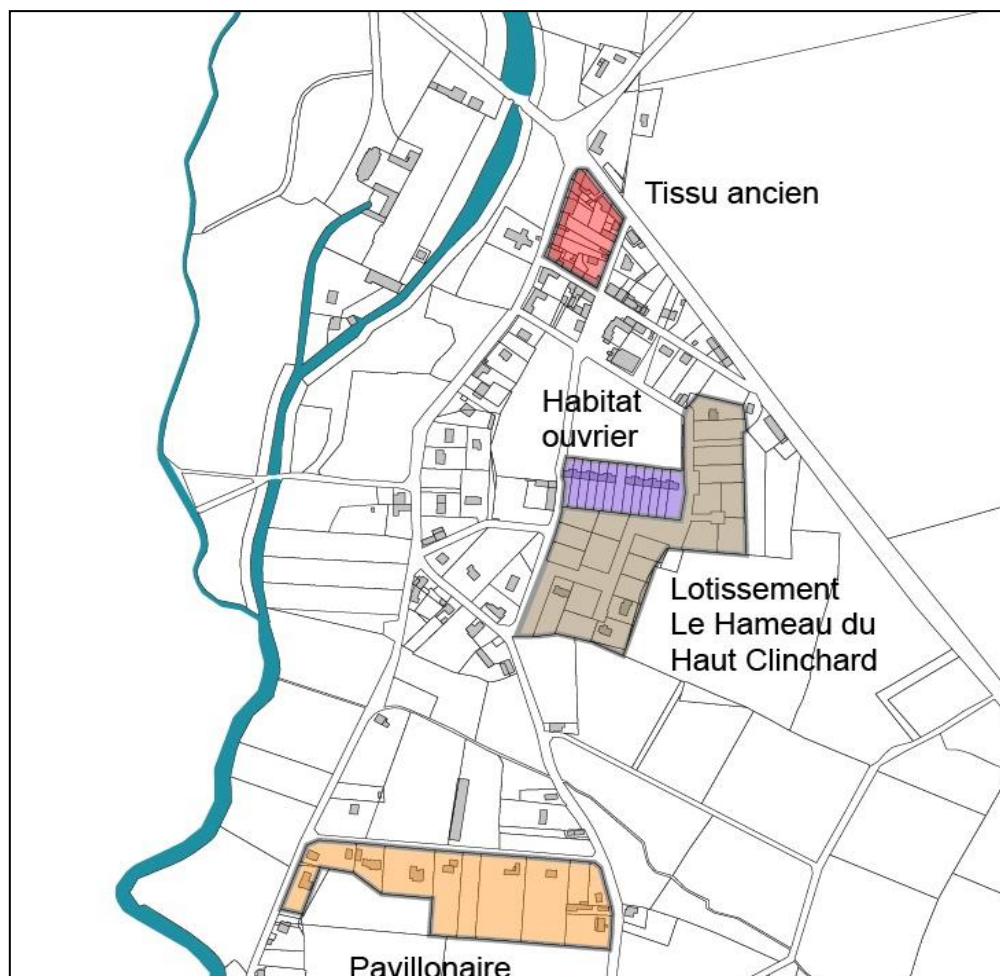 Tissu ancien
Habitat
ouvrier
Lotissement
Le Hameau du
Haut Clinchard
Pavillonaire